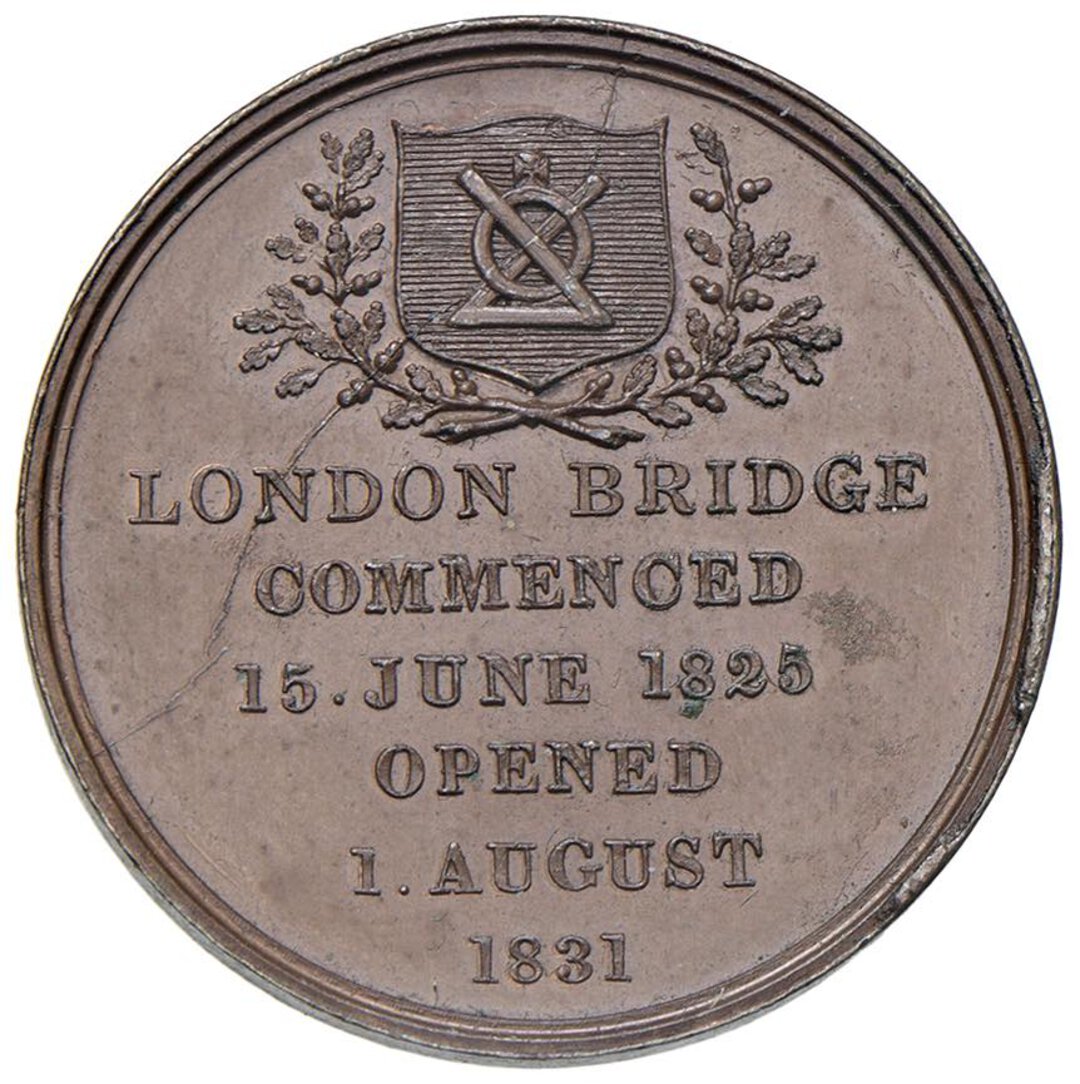 LONDON BRIDGE
COMMENCED
15. JUNE 1825
OPENED
1. AUGUST
1831